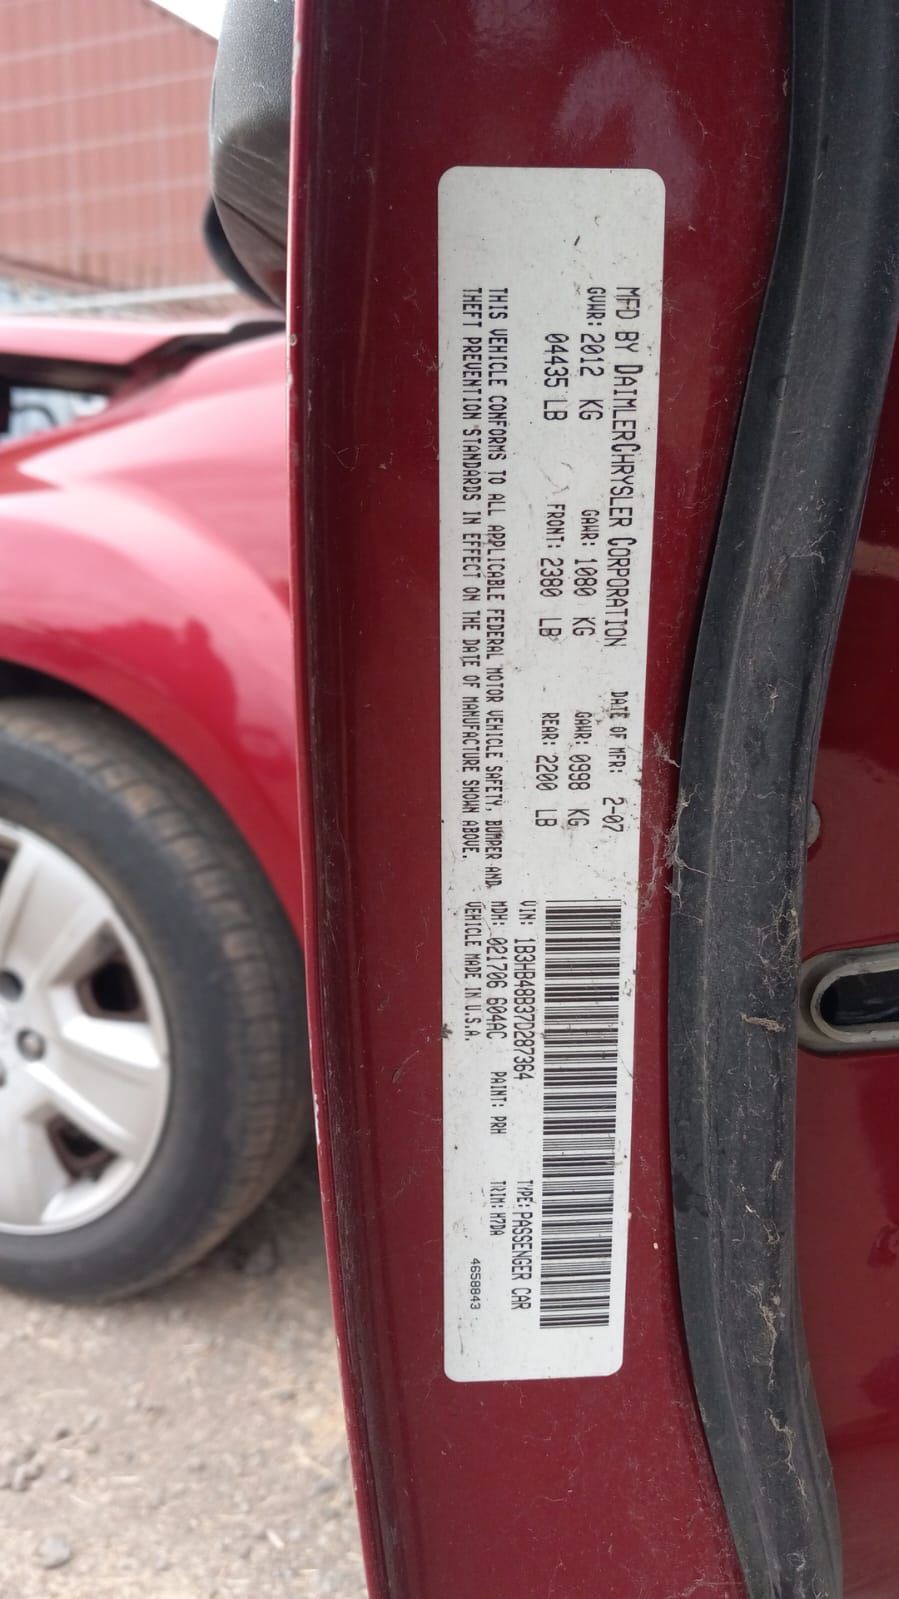 MFD BY DAIMLERCHRYSLER CORPORATION DATE OF MFR: 2-07
GVWR: 2012 KG GAWR: 1080 KG GAWR: 0998 KG
04435 LB FRONT: 2380 LB REAR: 2200 LB
THIS VEHICLE CONFORMS TO ALL APPLICABLE FEDERAL MOTOR VEHICLE SAFETY, BUMPER AND
THEFT PREVENTION STANDARDS IN EFFECT ON THE DATE OF MANUFACTURE SHOWN ABOVE.
VIN: 1B3HB48B37D287364 TYPE: PASSENGER CAR
MDH: 021706 604AC PAINT: PRH TRIM: M7DA
VEHICLE MADE IN U.S.A. 4658843